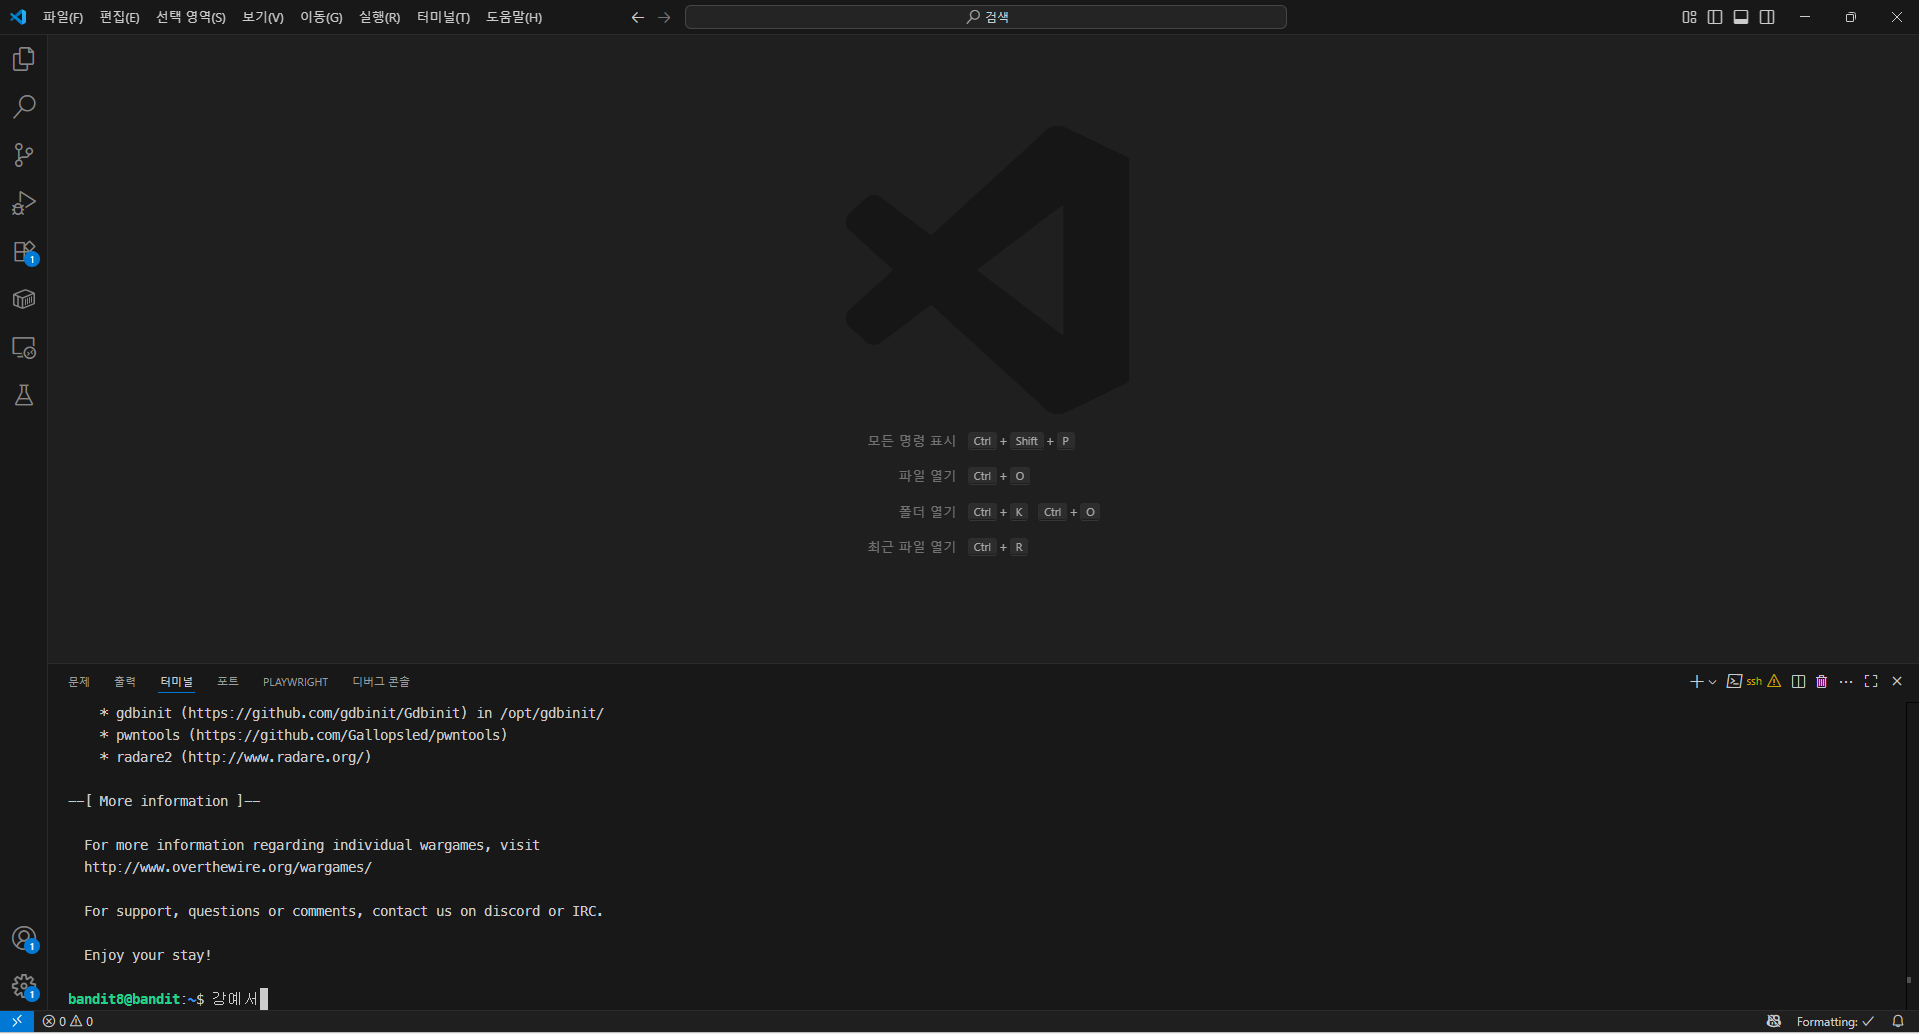 파일(F) 편집(E) 선택 영역(S) 보기(V) 이동(G) 실행(R) 터미널(T) 도움말(H) 검색
모든 명령 표시 Ctrl + Shift + P
파일 열기 Ctrl + O
폴더 열기 Ctrl + K Ctrl + O
최근 파일 열기 Ctrl + R
문제 출력 터미널 포트 PLAYWRIGHT 디버그 콘솔 ssh
* gdbinit (https://github.com/gdbinit/Gdbinit) in /opt/gdbinit/
* pwntools (https://github.com/Gallopsled/pwntools)
* radare2 (http://www.radare.org/)
--[ More information ]--
For more information regarding individual wargames, visit
http://www.overthewire.org/wargames/
For support, questions or comments, contact us on discord or IRC.
Enjoy your stay!
bandit8@bandit:~$ 강예서
1
1
1
0 0 Formatting: ✓